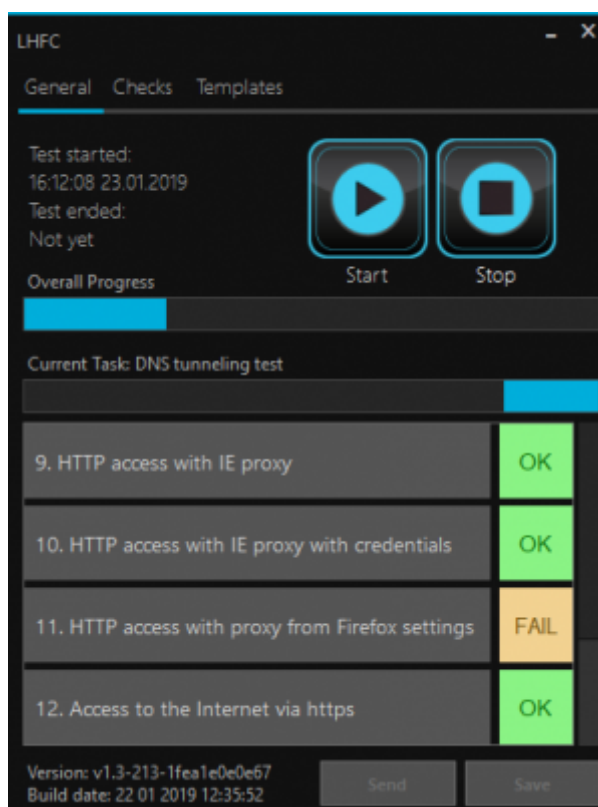 LHFC
General Checks Templates
Test started:
16:12:08 23.01.2019
Test ended:
Not yet
Start Stop
Overall Progress
Current Task: DNS tunneling test
9. HTTP access with IE proxy OK
10. HTTP access with IE proxy with credentials OK
11. HTTP access with proxy from Firefox settings FAIL
12. Access to the Internet via https OK
Version: v1.3-213-1fea1e0e0e67
Build date: 22 01 2019 12:35:52
Send Save